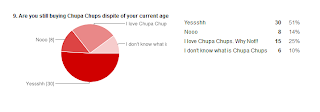 9. Are you still buying Chupa Chups dispite of your current age
I love Chupa Chup
Nooo [8]
I don't know what is
Yessshh [30]
Yessshh 30 51%
Nooo 8 14%
I love Chupa Chups. Why Not!! 15 25%
I don't know what is Chupa Chups 6 10%